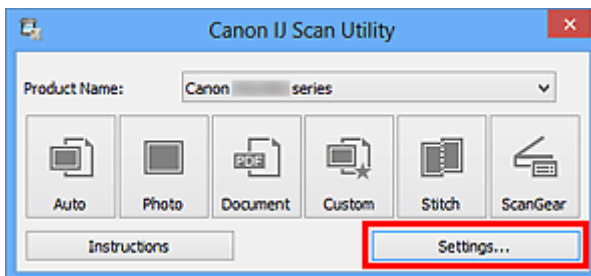 Canon IJ Scan Utility
Product Name: Canon series
PDF
Auto Photo Document Custom Stitch ScanGear
Instructions Settings...